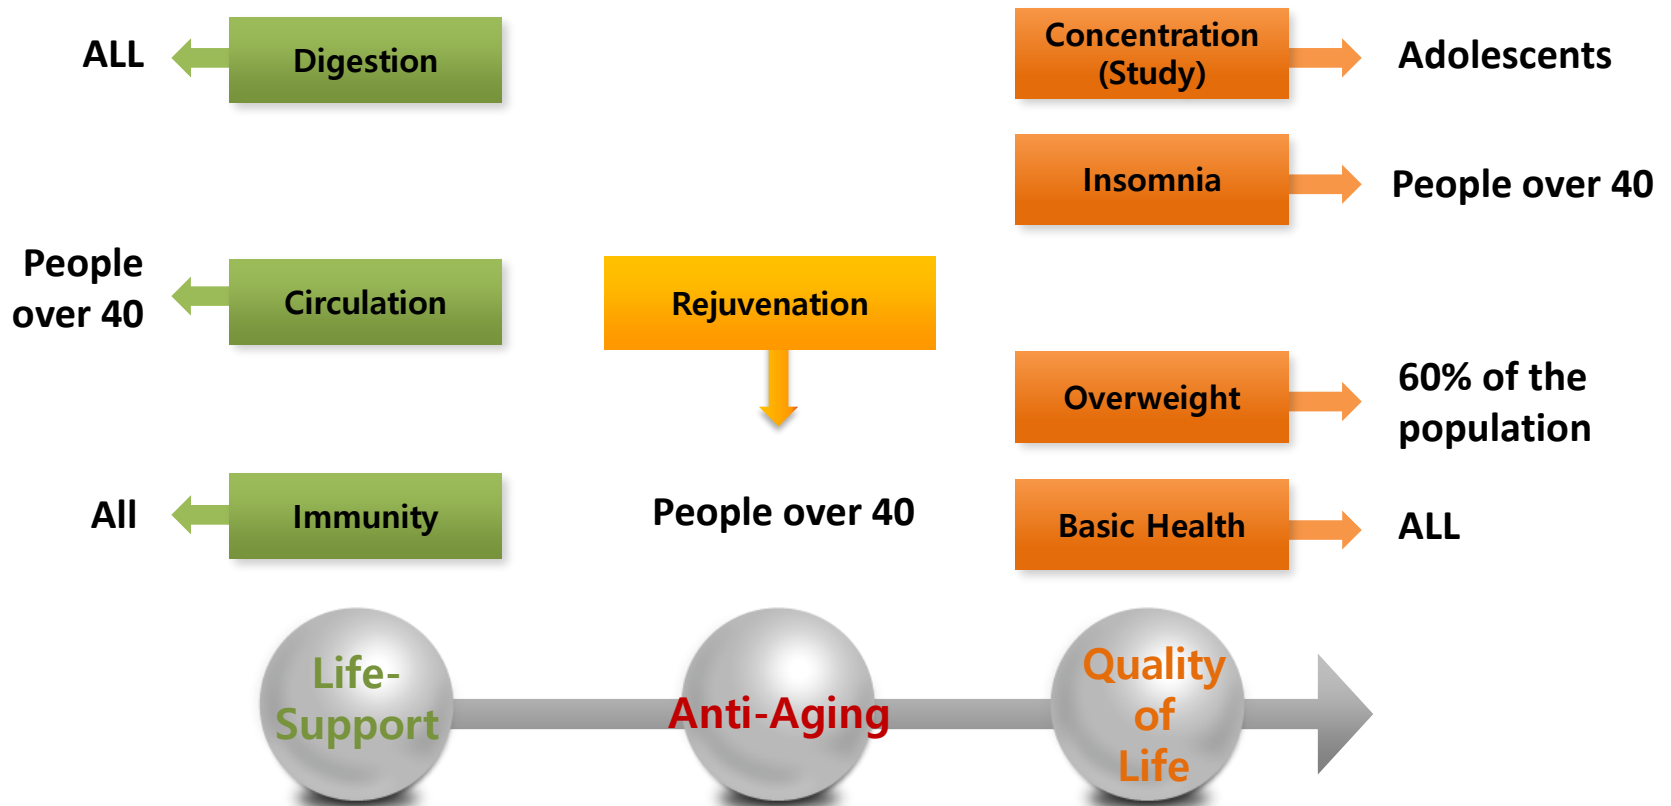 ALL
Digestion
Concentration
(Study)
Adolescents
Insomnia
People over 40
People
over 40
Circulation
Rejuvenation
Overweight
60% of the
population
All
Immunity
People over 40
Basic Health
ALL
Life-
Support
Anti-Aging
Quality
of
Life